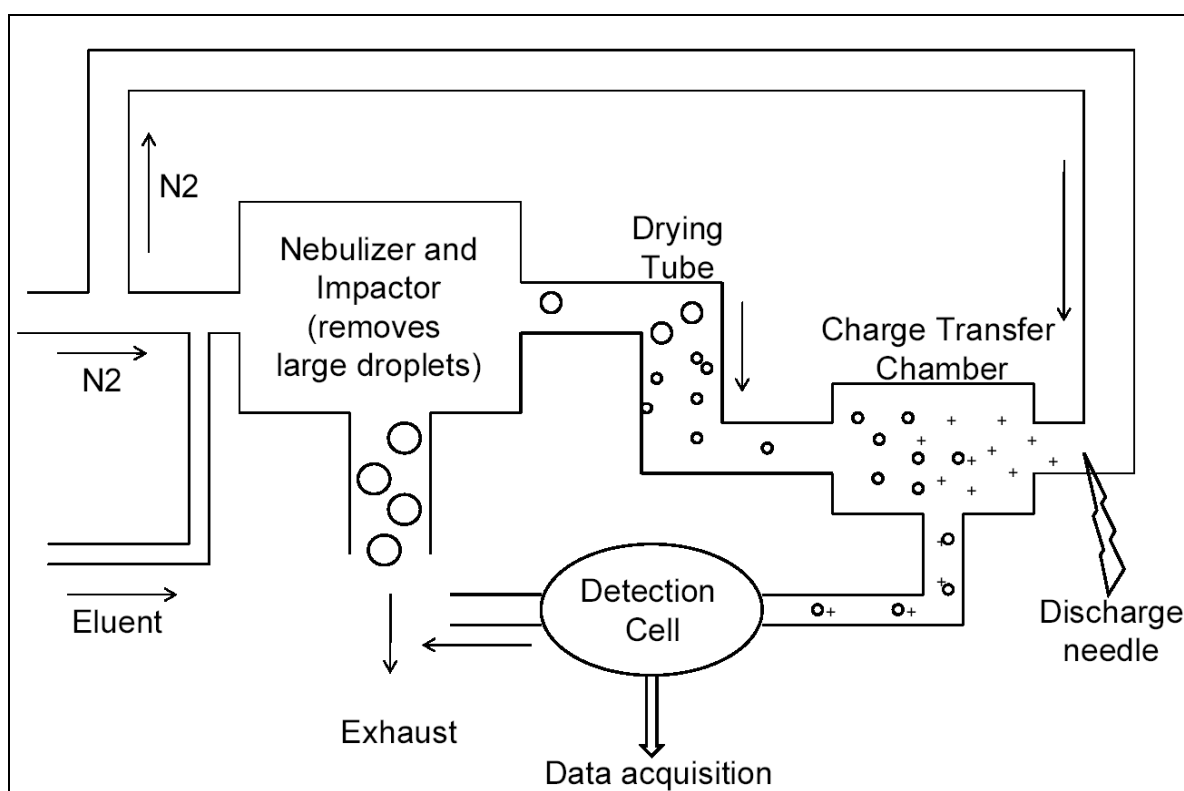 N2
Nebulizer and
Impactor
(removes
large droplets)
Drying
Tube
Charge Transfer
Chamber
N2
Eluent
Detection
Cell
Discharge
needle
Exhaust
Data acquisition